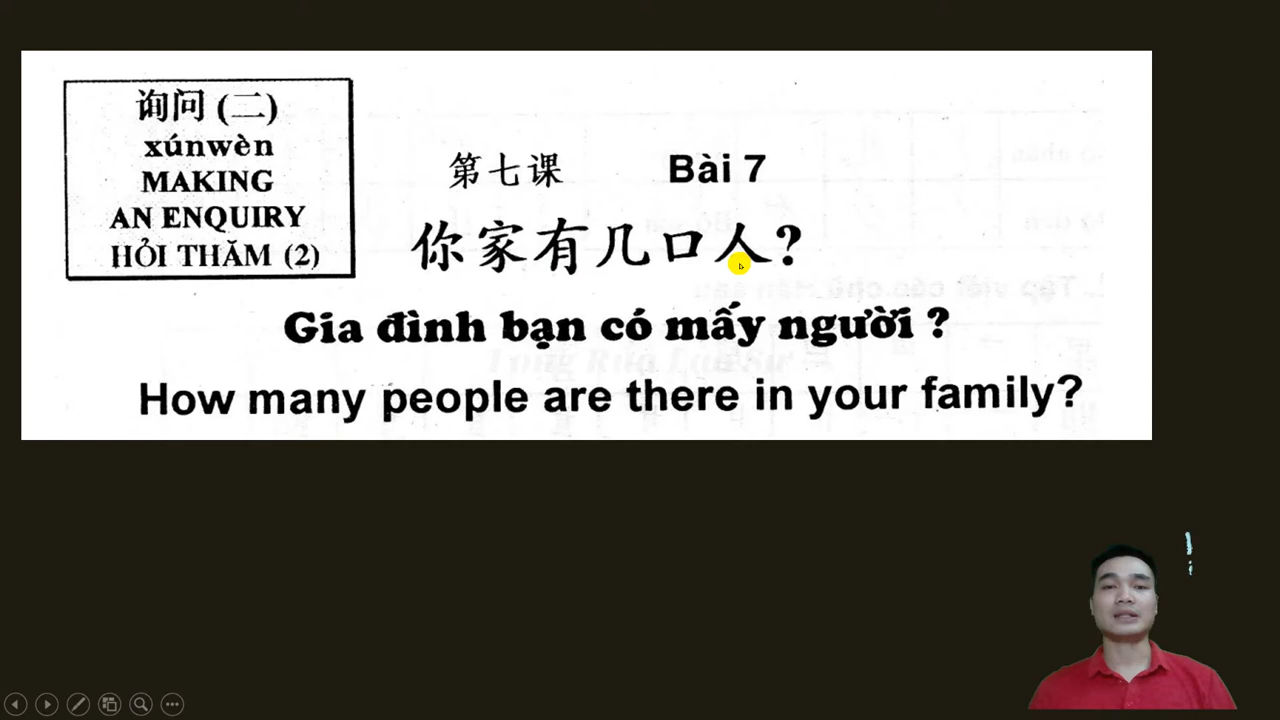 询问 (二)
xúnwèn
MAKING
AN ENQUIRY
HỎI THĂM (2)
第七课 Bài 7
你家有几口人?
Gia đình bạn có mấy người ?
How many people are there in your family?